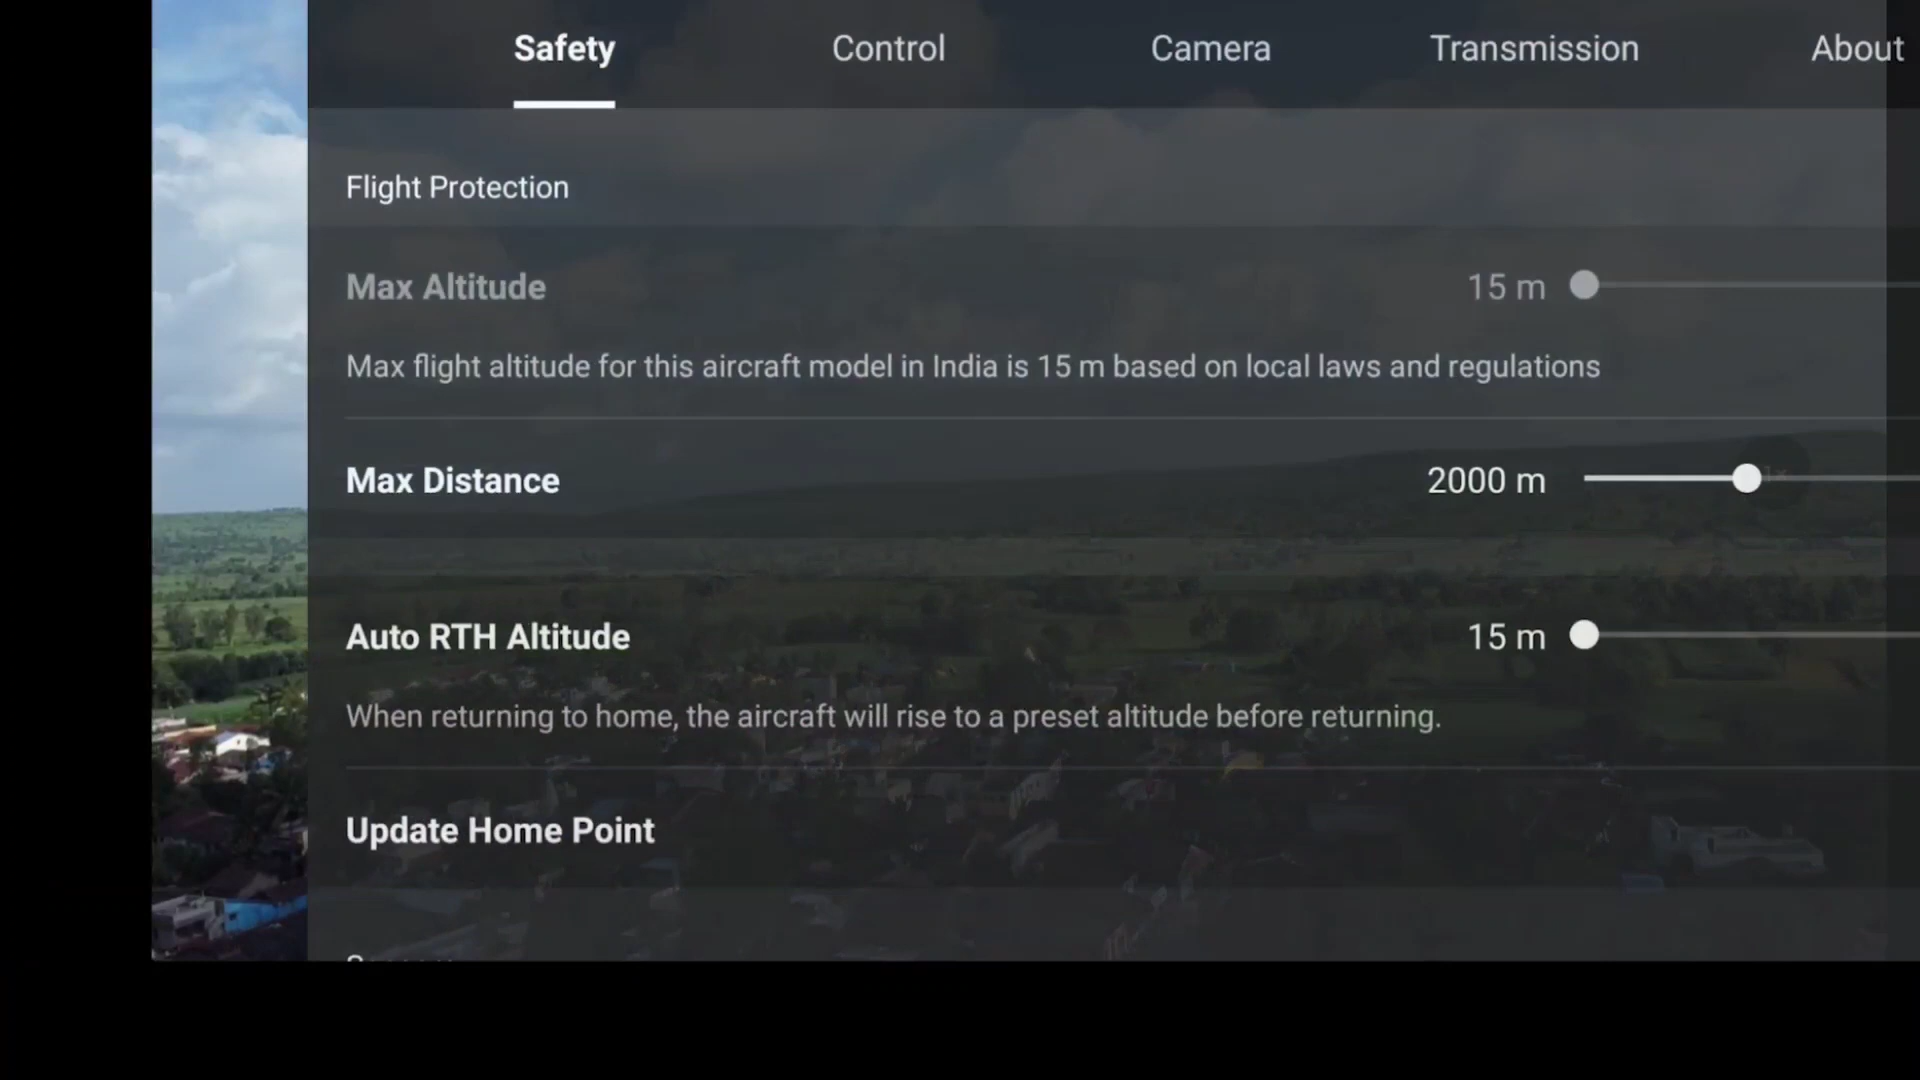 Safety Control Camera Transmission About
Flight Protection
Max Altitude 15 m
Max flight altitude for this aircraft model in India is 15 m based on local laws and regulations
Max Distance 2000 m
Auto RTH Altitude 15 m
When returning to home, the aircraft will rise to a preset altitude before returning.
Update Home Point